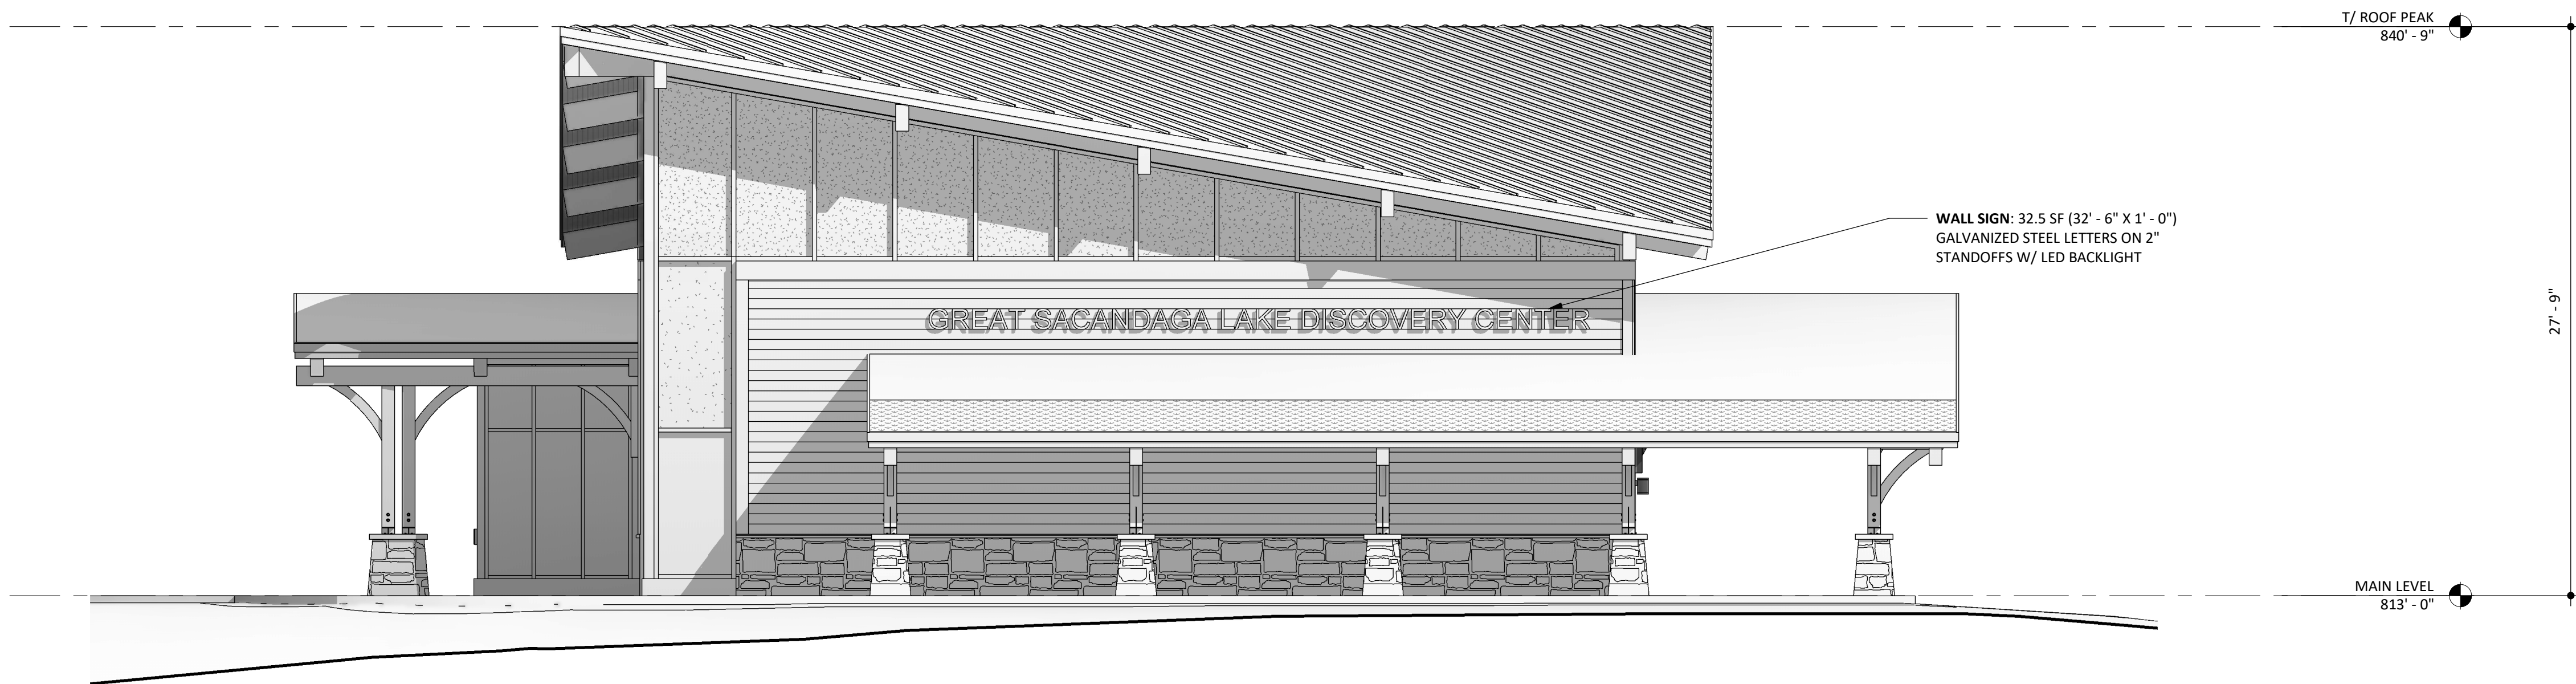 T/ ROOF PEAK
840' - 9"
WALL SIGN: 32.5 SF (32' - 6" X 1' - 0")
GALVANIZED STEEL LETTERS ON 2"
STANDOFFS W/ LED BACKLIGHT
27' - 9"
GREAT SACANDAGA LAKE DISCOVERY CENTER
MAIN LEVEL
813' - 0"